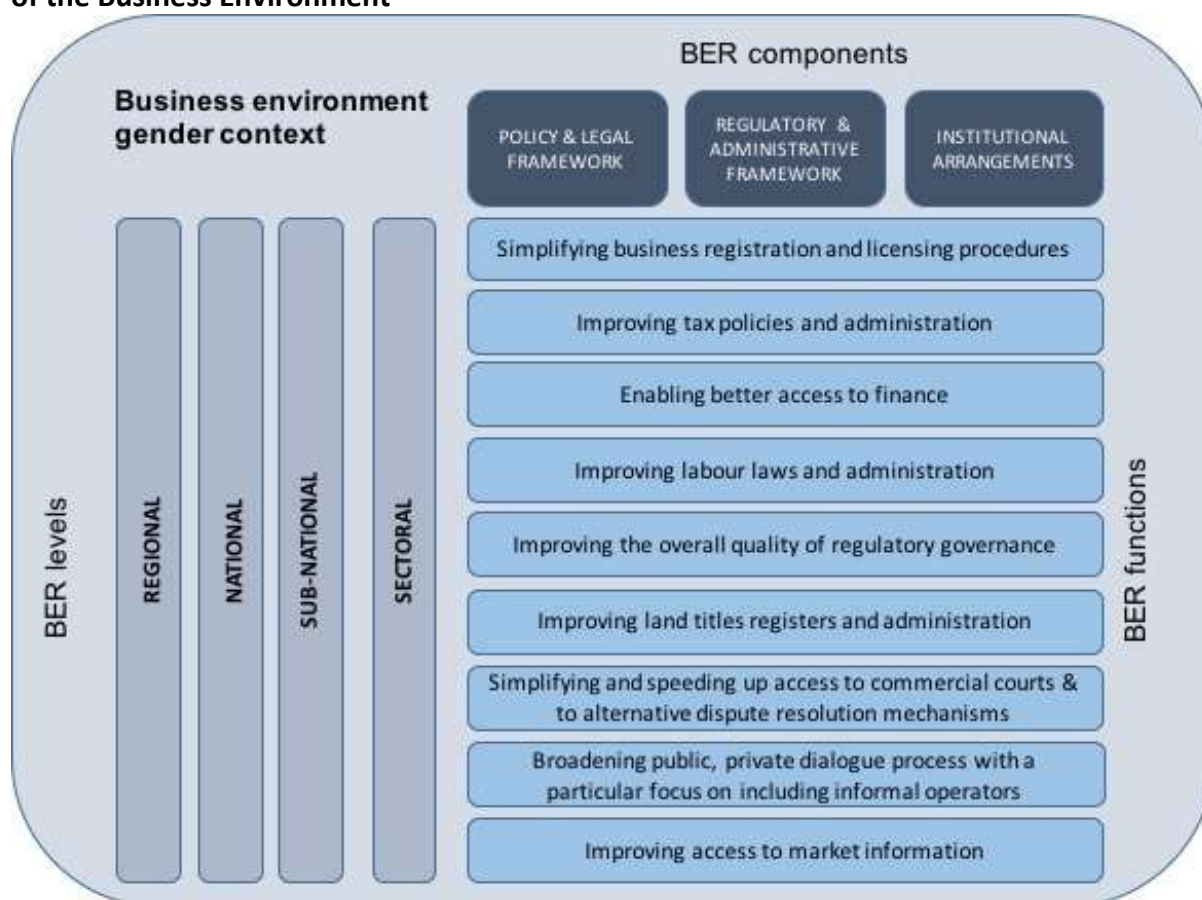 of the Business Environment
BER components
Business environment
gender context
POLICY & LEGAL
FRAMEWORK
REGULATORY &
ADMINISTRATIVE
FRAMEWORK
INSTITUTIONAL
ARRANGEMENTS
BER levels
REGIONAL
NATIONAL
SUB-NATIONAL
SECTORAL
Simplifying business registration and licensing procedures
Improving tax policies and administration
Enabling better access to finance
Improving labour laws and administration
Improving the overall quality of regulatory governance
Improving land titles registers and administration
Simplifying and speeding up access to commercial courts &
to alternative dispute resolution mechanisms
Broadening public, private dialogue process with a
particular focus on including informal operators
Improving access to market information
BER functions